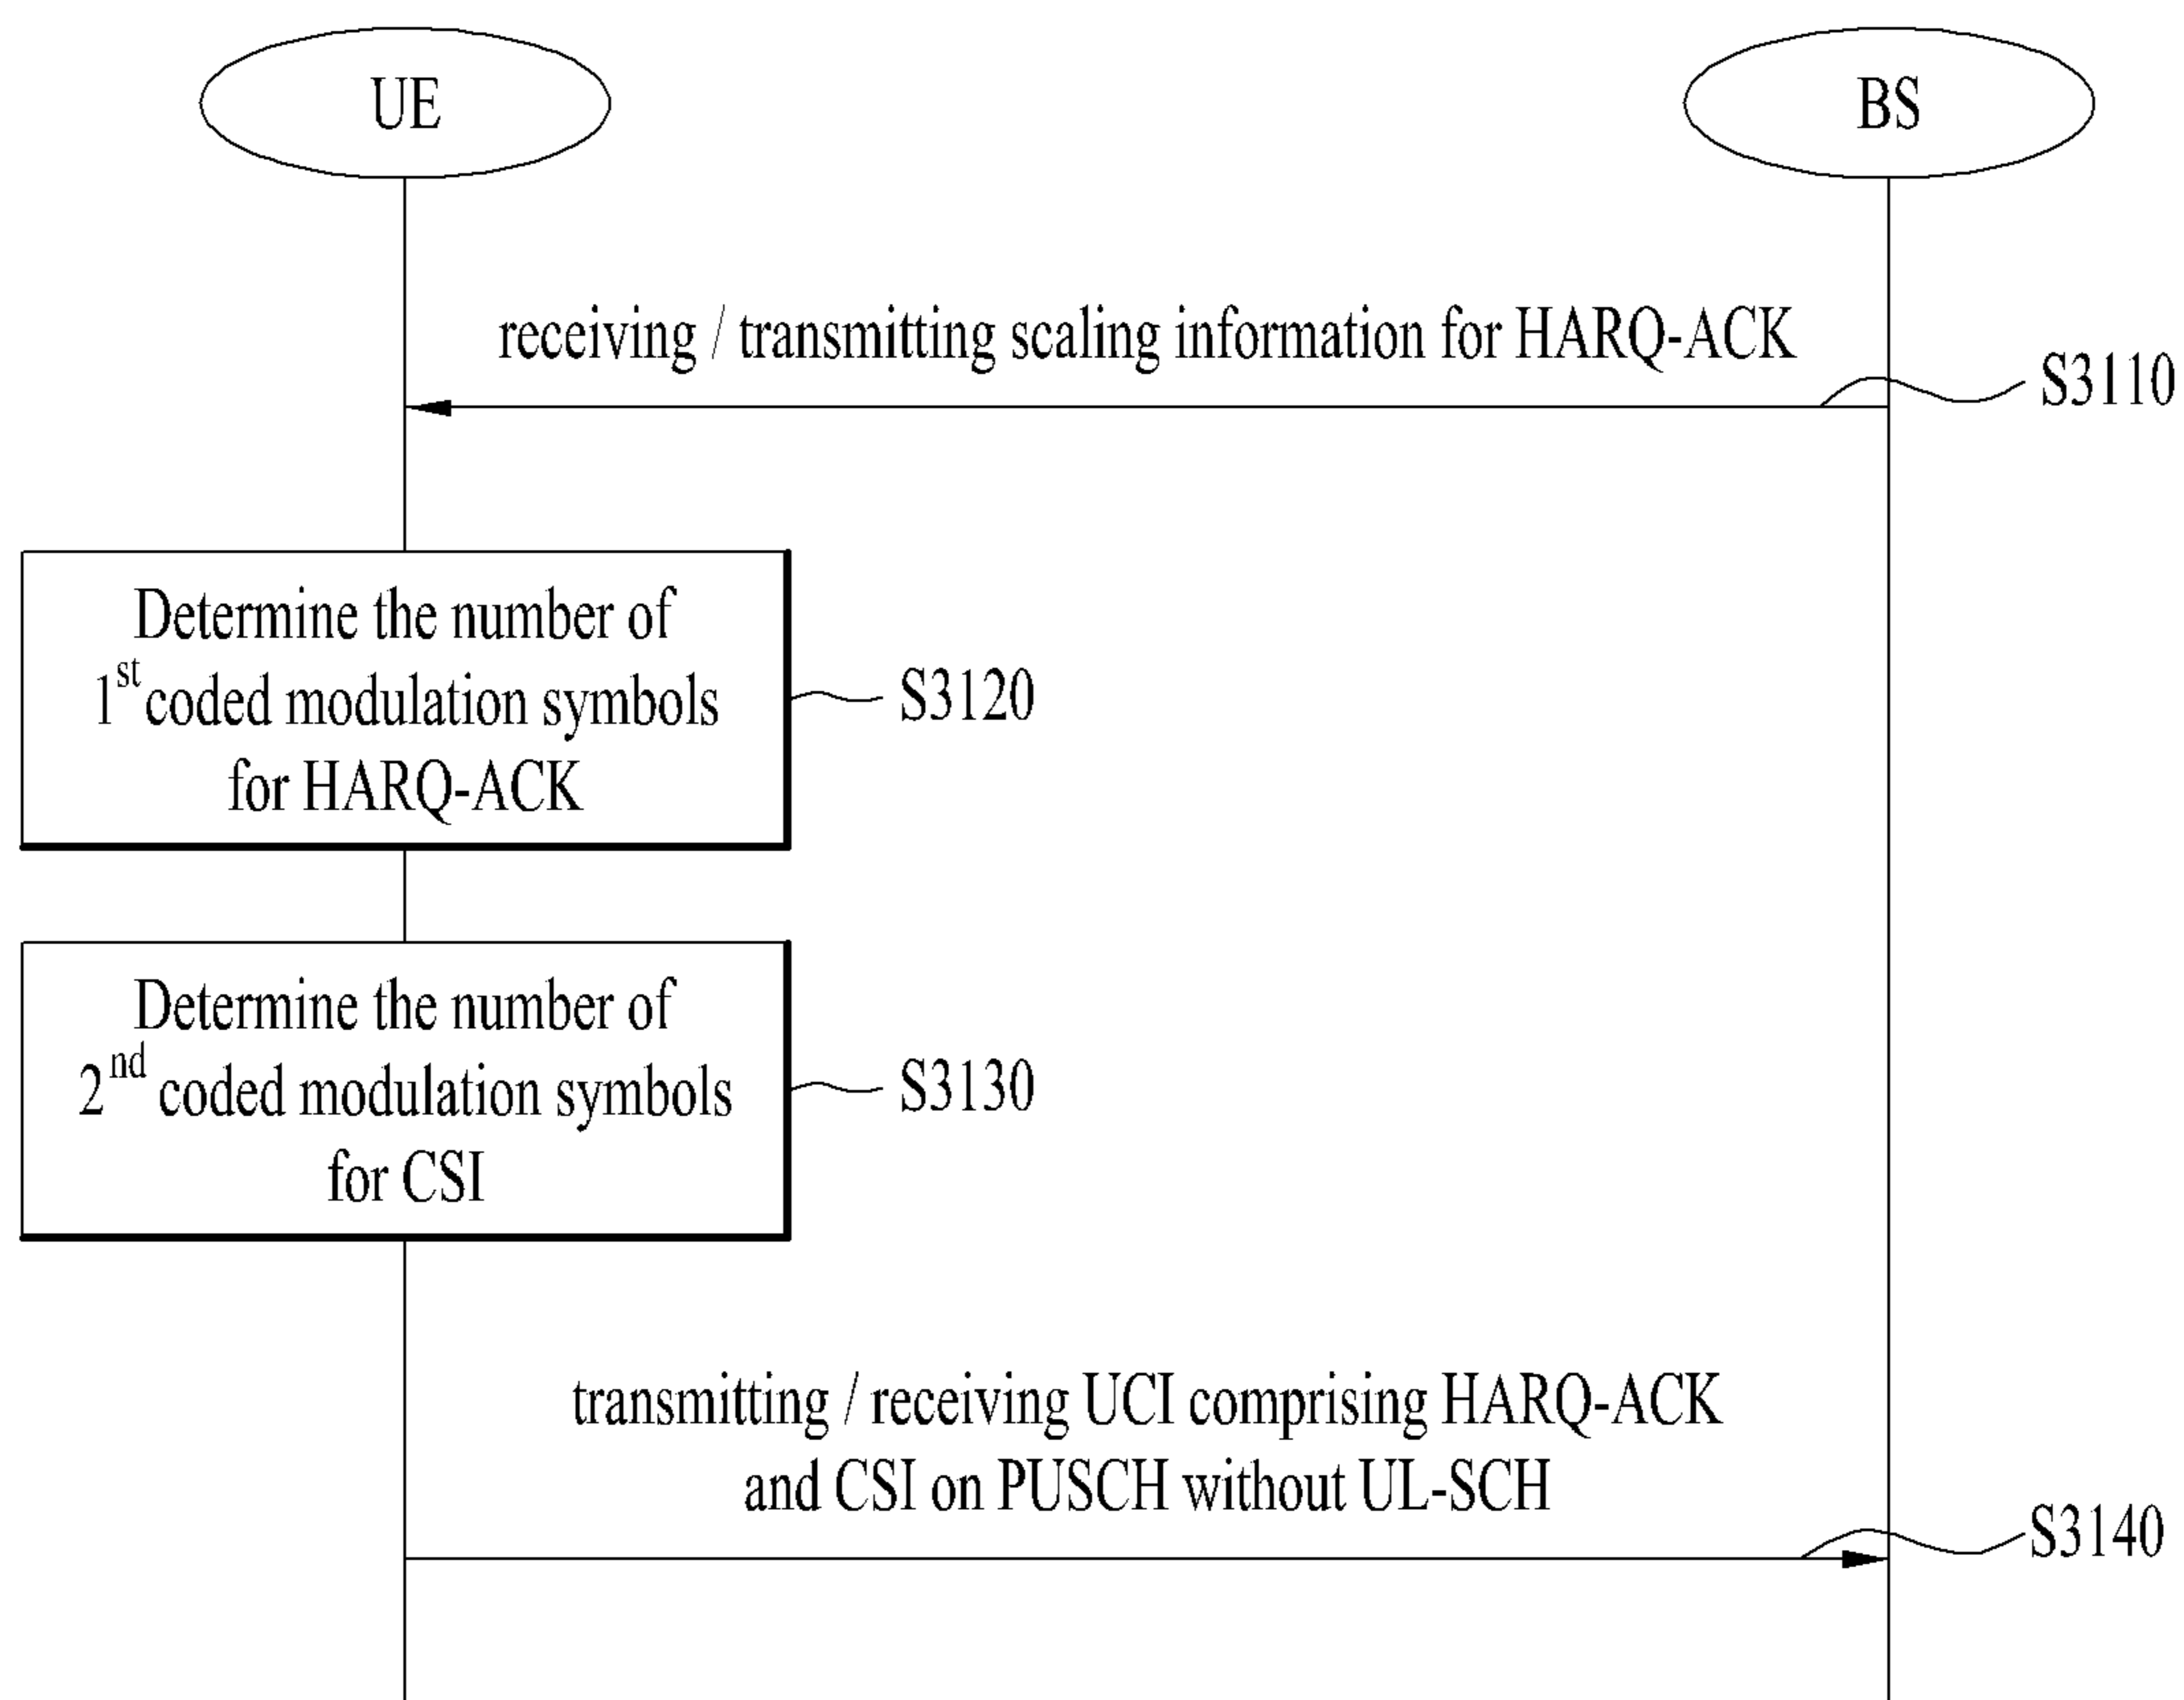 UE
BS
receiving / transmitting scaling information for HARQ-ACK
S3110
Determine the number of
1st coded modulation symbols
for HARQ-ACK
S3120
Determine the number of
2nd coded modulation symbols
for CSI
S3130
transmitting / receiving UCI comprising HARQ-ACK
and CSI on PUSCH without UL-SCH
S3140